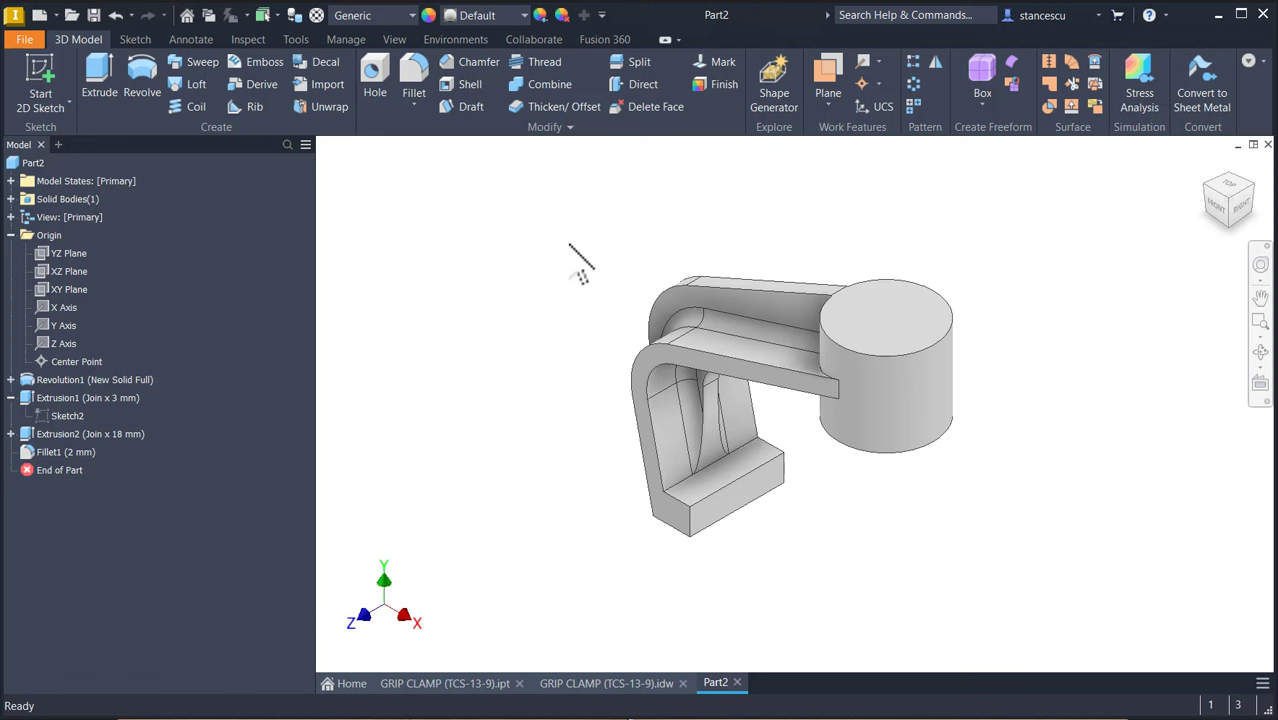 Generic
Default
Part2
Search Help & Commands...
stancescu
File
3D Model
Sketch
Annotate
Inspect
Tools
Manage
View
Environments
Collaborate
Fusion 360
Start
2D Sketch
Sketch
Extrude
Revolve
Sweep
Loft
Coil
Emboss
Derive
Rib
Decal
Import
Unwrap
Create
Hole
Fillet
Chamfer
Shell
Draft
Thread
Combine
Thicken/ Offset
Split
Direct
Delete Face
Modify
Mark
Finish
Shape
Generator
Explore
Plane
UCS
Work Features
Pattern
Box
Create Freeform
Surface
Stress
Analysis
Simulation
Convert to
Sheet Metal
Convert
Model
Part2
Model States: [Primary]
Solid Bodies(1)
View: [Primary]
Origin
YZ Plane
XZ Plane
XY Plane
X Axis
Y Axis
Z Axis
Center Point
Revolution1 (New Solid Full)
Extrusion1 (Join x 3 mm)
Sketch2
Extrusion2 (Join x 18 mm)
Fillet1 (2 mm)
End of Part
TOP
FRONT
RIGHT
Y
Z
X
Home
GRIP CLAMP (TCS-13-9).ipt
GRIP CLAMP (TCS-13-9).idw
Part2
Ready
1
3